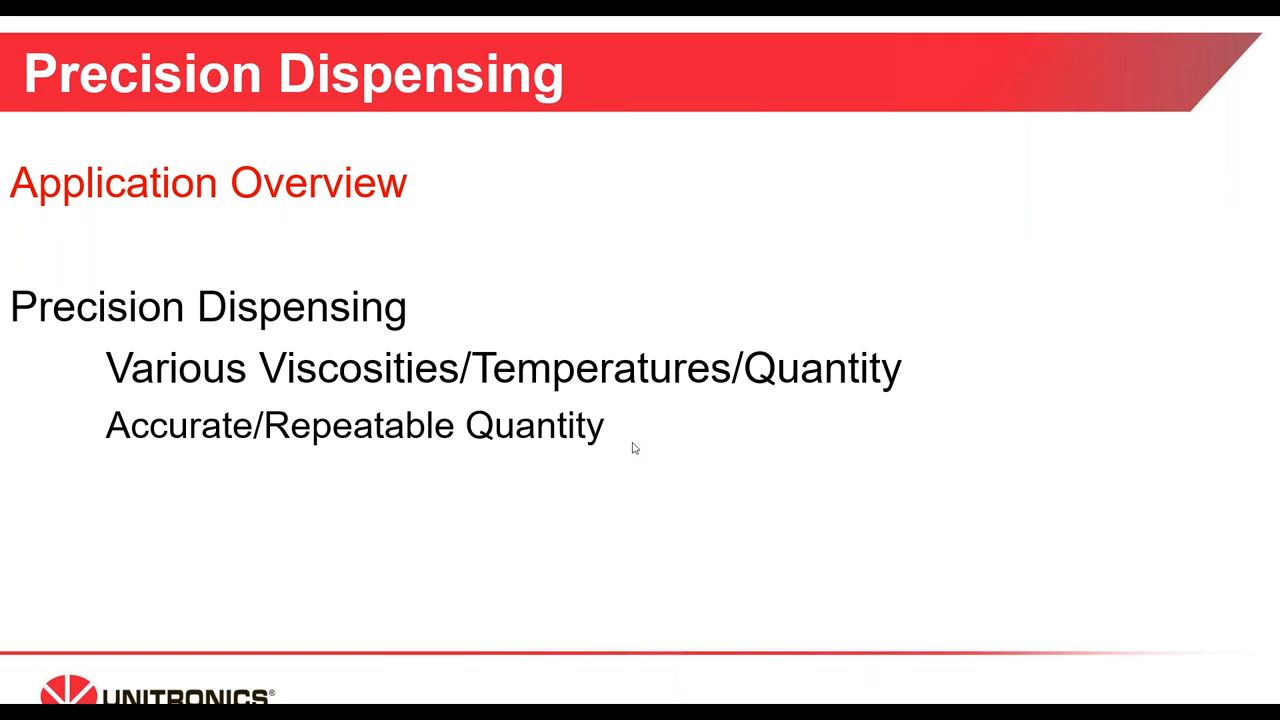 Precision Dispensing
Application Overview
Precision Dispensing
Various Viscosities/Temperatures/Quantity
Accurate/Repeatable Quantity
UNITRONICS®